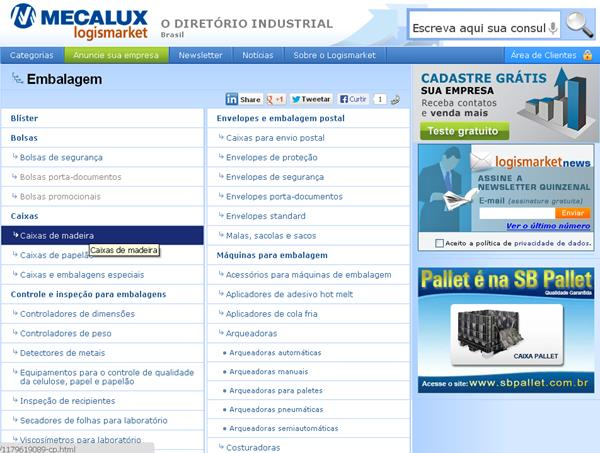 MECALUX
logismarket
O DIRETÓRIO INDUSTRIAL
Brasil
Escreva aqui sua consul
Categorias
Anuncie sua empresa
Newsletter
Notícias
Sobre o Logismarket
Área de Clientes
Embalagem
Share
+1
Tweetar
Curtir
1
Blíster
Bolsas
Bolsas de segurança
Bolsas porta-documentos
Bolsas promocionais
Caixas
Caixas de madeira
Caixas de madeira
Caixas de papelão
Caixas e embalagens especiais
Controle e inspeção para embalagens
Controladores de dimensões
Controladores de peso
Detectores de metais
Equipamentos para o controle de qualidade
da celulose, papel e papelão
Inspeção de recipientes
Secadores de folhas para laboratório
Viscosímetros para laboratório
/1179619089-cp.html
Envelopes e embalagem postal
Caixas para envio postal
Envelopes de proteção
Envelopes de segurança
Envelopes porta-documentos
Envelopes standard
Malas, sacolas e sacos
Máquinas para embalagem
Acessórios para máquinas de embalagem
Aplicadores de adesivo hot melt
Aplicadores de cola fria
Arqueadoras
Arqueadoras automáticas
Arqueadoras manuais
Arqueadoras para paletes
Arqueadoras pneumáticas
Arqueadoras semiautomáticas
Costuradoras
CADASTRE GRÁTIS
SUA EMPRESA
Receba contatos
e venda mais
Teste gratuito
logismarketnews
ASSINE A
NEWSLETTER QUINZENAL
E-mail (assinatura gratuita)
Enviar
Ver o último número
Aceito a política de privacidade de dados.
Pallet é na SB Pallet
Qualidade Garantida
CAIXA PALLET
Acesse o site: www.sbpallet.com.br